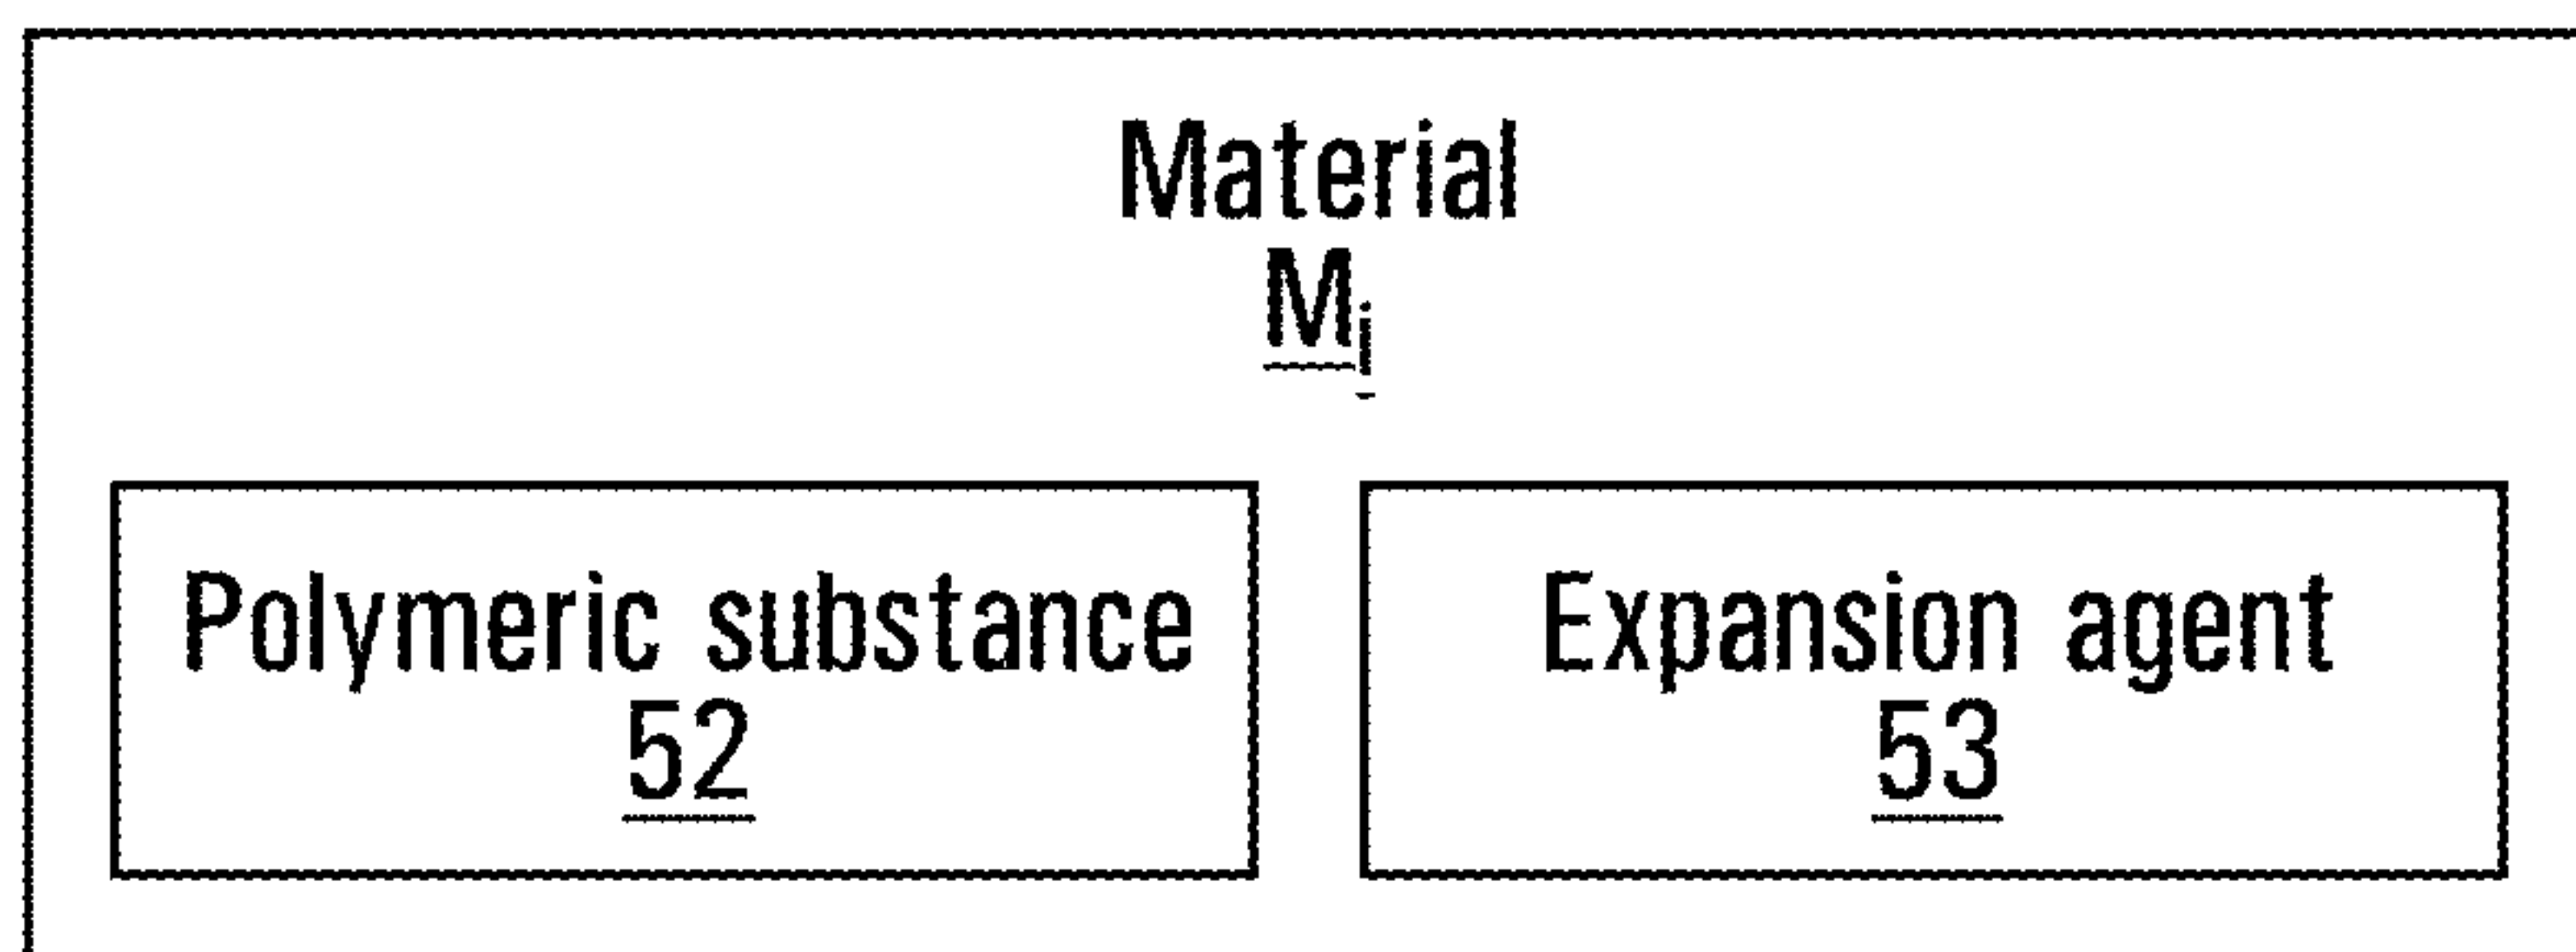 Material
Mi
Polymeric substance
52
Expansion agent
53